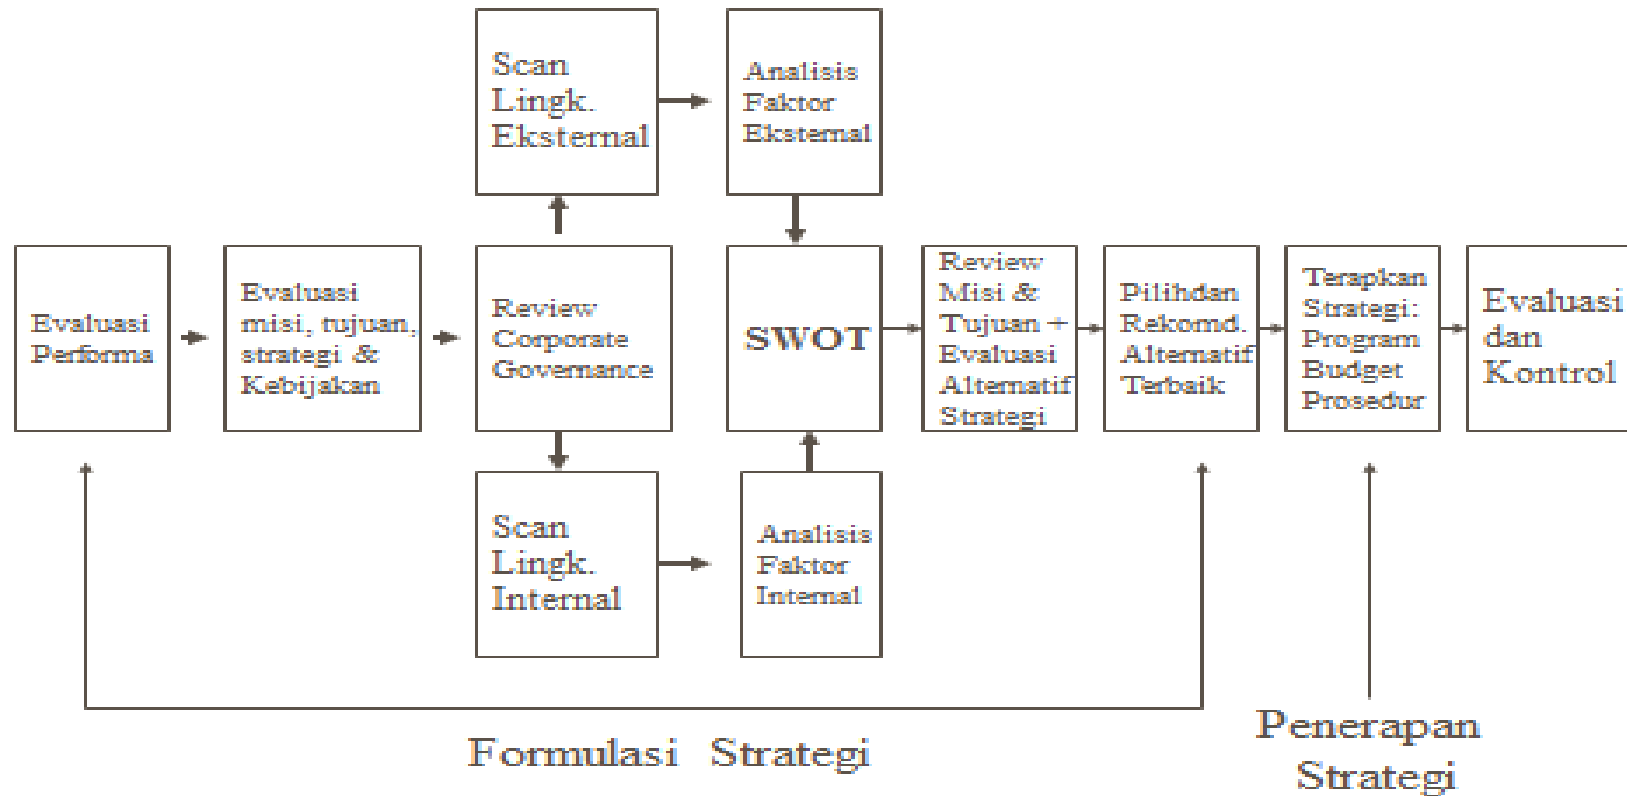 Scan
Lingk.
Eksternal
Analisis
Faktor
Eksternal
Evaluasi
Performa
Evaluasi
misi, tujuan,
strategi &
Kebijakan
Review
Corporate
Governance
SWOT
Review
Misi &
Tujuan +
Evaluasi
Alternatif
Strategi
Pilihdan
Rekomd.
Alternatif
Terbaik
Terapkan
Strategi:
Program
Budget
Prosedur
Evaluasi
dan
Kontrol
Scan
Lingk.
Internal
Analisis
Faktor
Internal
Formulasi Strategi
Penerapan
Strategi